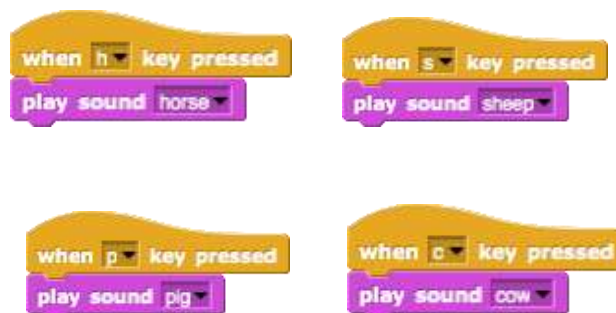 when h key pressed
play sound horse
when s key pressed
play sound sheep
when p key pressed
play sound pig
when c key pressed
play sound cow